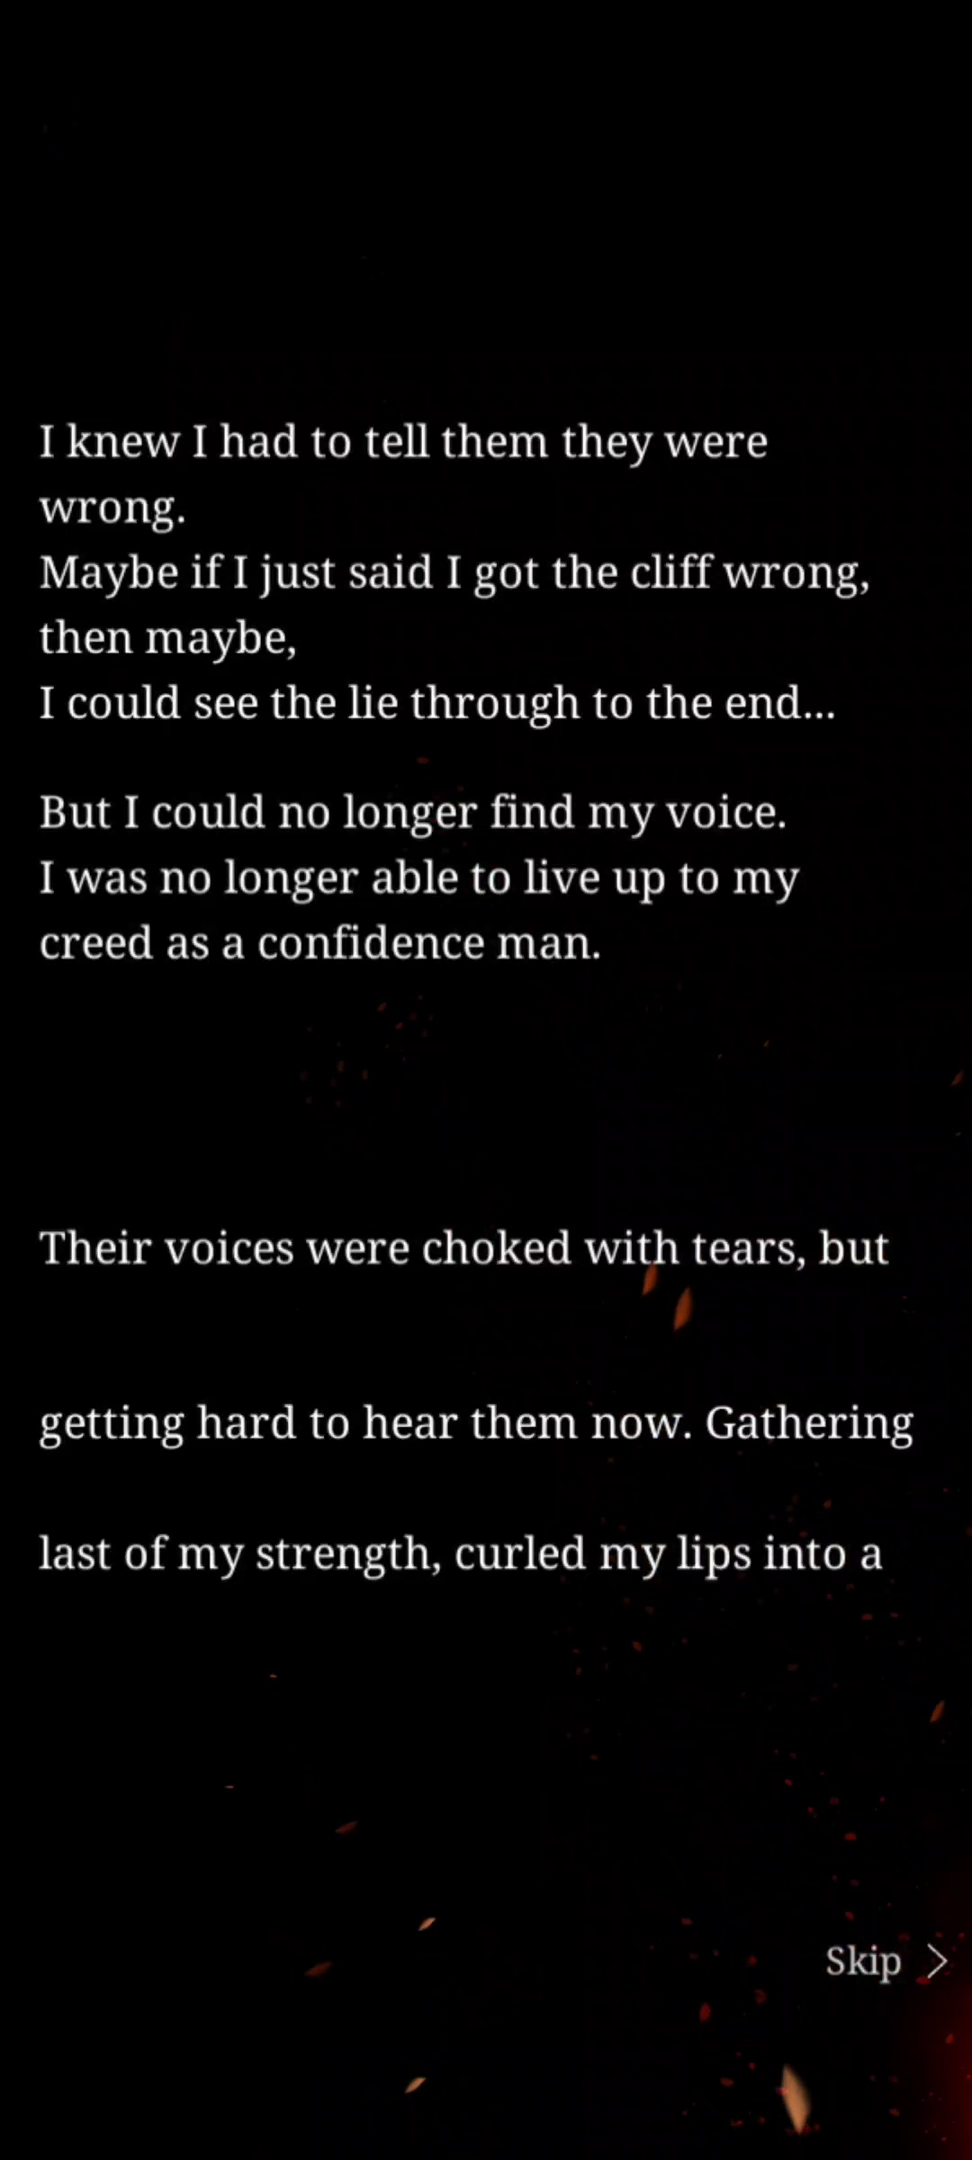 I knew I had to tell them they were
wrong.
Maybe if I just said I got the cliff wrong,
then maybe,
I could see the lie through to the end...
But I could no longer find my voice.
I was no longer able to live up to my
creed as a confidence man.
Their voices were choked with tears, but
getting hard to hear them now. Gathering
last of my strength, curled my lips into a
Skip